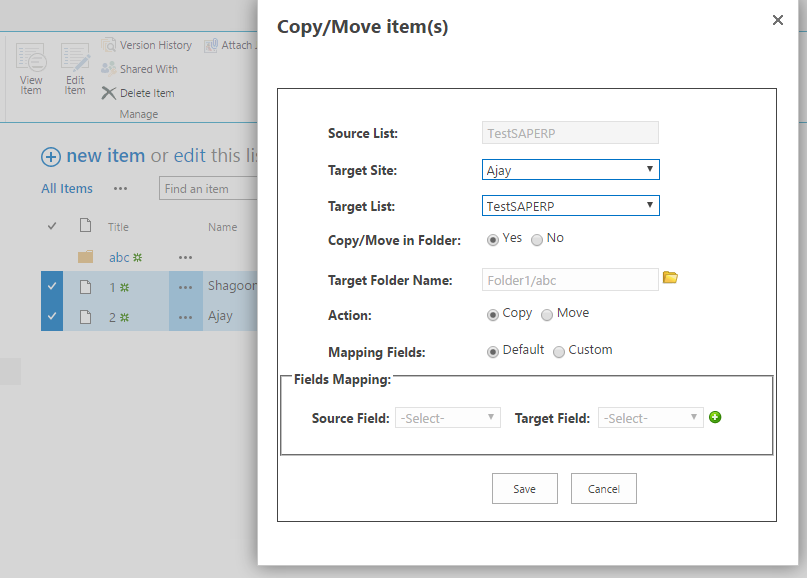 Copy/Move item(s)
Version History
Attach
View
Item
Edit
Item
Shared With
Delete Item
Manage
new item or edit this
All Items ... Find an item
Title Name
abc ...
1 ... Shagoon
2 ... Ajay
Source List: TestSAPERP
Target Site: Ajay
Target List: TestSAPERP
Copy/Move in Folder: Yes No
Target Folder Name: Folder1/abc
Action: Copy Move
Mapping Fields: Default Custom
Fields Mapping:
Source Field: -Select- Target Field: -Select-
Save Cancel